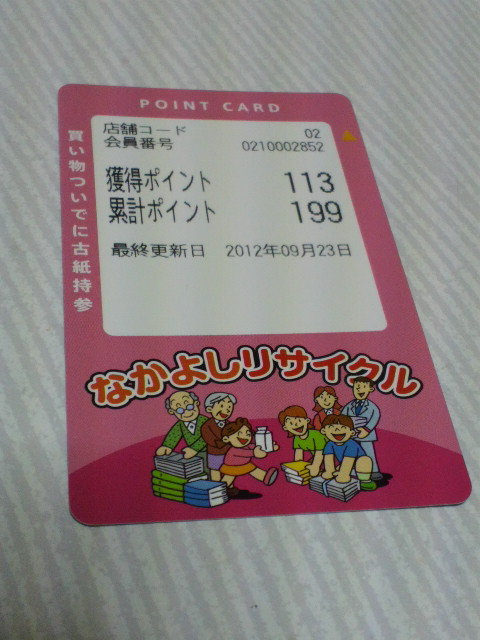 POINT CARD
買い物ついでに古紙持参
店舗コード 02
会員番号 0210002852
獲得ポイント 113
累計ポイント 199
最終更新日 2012年09月23日
なかよしリサイクル